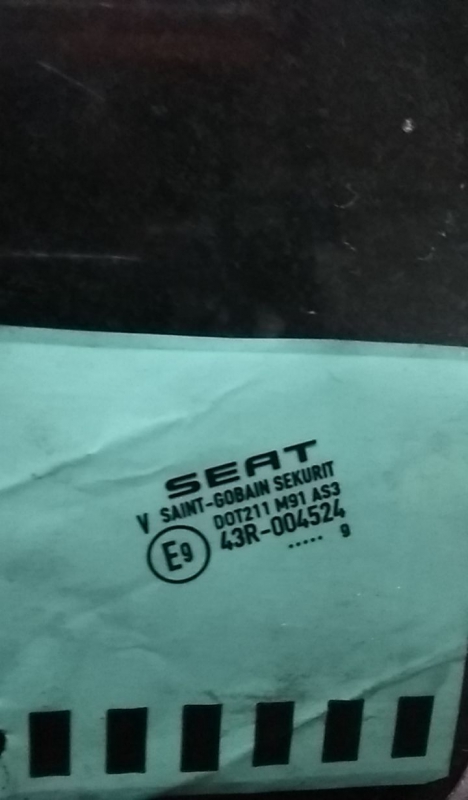 SEAT
SAINT-GOBAIN SEKURIT
V
DOT211 M91 AS3
E9
43R-004524
..... 9